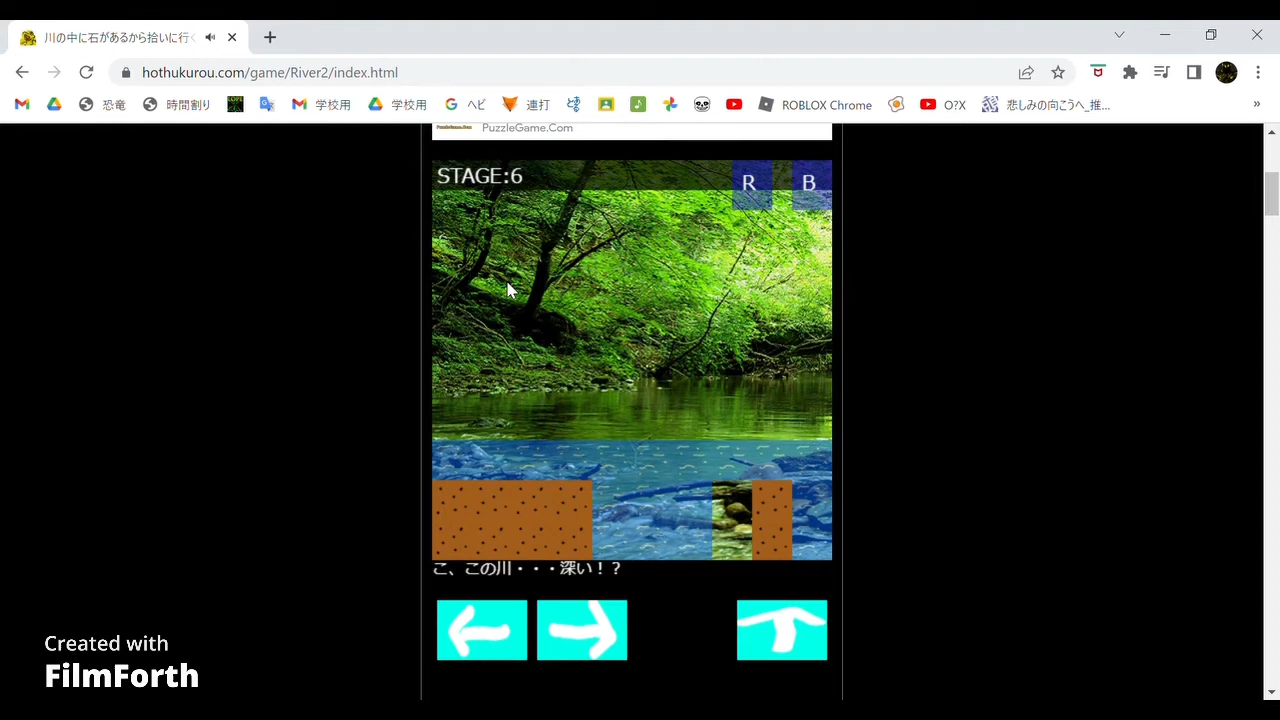 川の中に石があるから拾いに行く
hothukurou.com/game/River2/index.html
恐竜
時間割り
学校用
学校用
ヘビ
連打
ROBLOX Chrome
O?X
悲しみの向こうへ_推...
PuzzleGame.Com
STAGE:6
R
B
こ、この川・・・深い！？
Created with
FilmForth